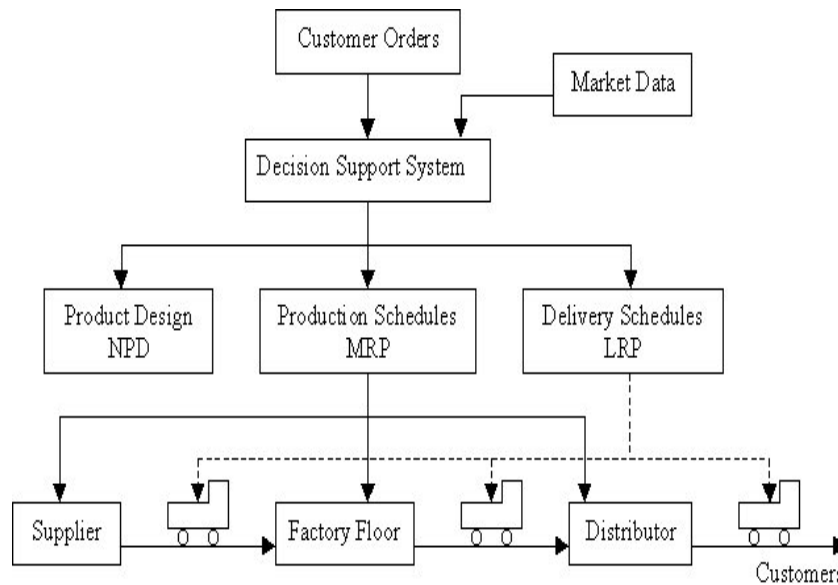 Customer Orders
Market Data
Decision Support System
Product Design
NPD
Production Schedules
MRP
Delivery Schedules
LRP
Supplier
Factory Floor
Distributor
Customers